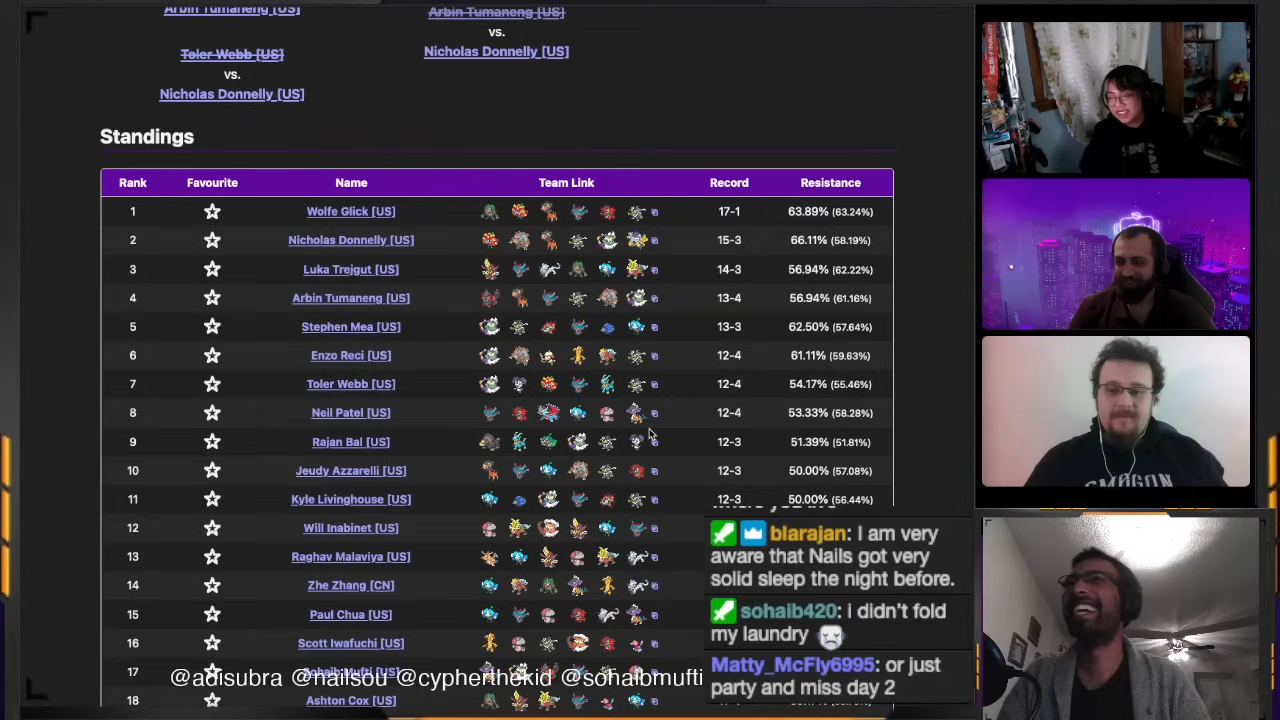 Arbin Tumaneng [US]
Arbin Tumaneng [US]
vs.
Nicholas Donnelly [US]
Toler Webb [US]
vs.
Nicholas Donnelly [US]
Standings
Rank Favourite Name Team Link Record Resistance
1 Wolfe Glick [US] 17-1 63.89% (63.24%)
2 Nicholas Donnelly [US] 15-3 66.11% (58.19%)
3 Luka Trejgut [US] 14-3 56.94% (62.22%)
4 Arbin Tumaneng [US] 13-4 56.94% (61.16%)
5 Stephen Mea [US] 13-3 62.50% (57.64%)
6 Enzo Reci [US] 12-4 61.11% (59.63%)
7 Toler Webb [US] 12-4 54.17% (55.46%)
8 Neil Patel [US] 12-4 53.33% (58.28%)
9 Rajan Bal [US] 12-3 51.39% (51.81%)
10 Jeudy Azzarelli [US] 12-3 50.00% (57.08%)
11 Kyle Livinghouse [US] 12-3 50.00% (56.44%)
12 Will Inabinet [US]
13 Raghav Malaviya [US]
14 Zhe Zhang [CN]
15 Paul Chua [US]
16 Scott Iwafuchi [US]
17 Sohaib Mufti [US]
18 Ashton Cox [US]
@adisubra @nailsou @cypherthekid @sohaibmufti
blarajan: I am very
aware that Nails got very
solid sleep the night before.
sohaib420: i didn't fold
my laundry
Matty_McFly6995: or just
party and miss day 2
SMOGON